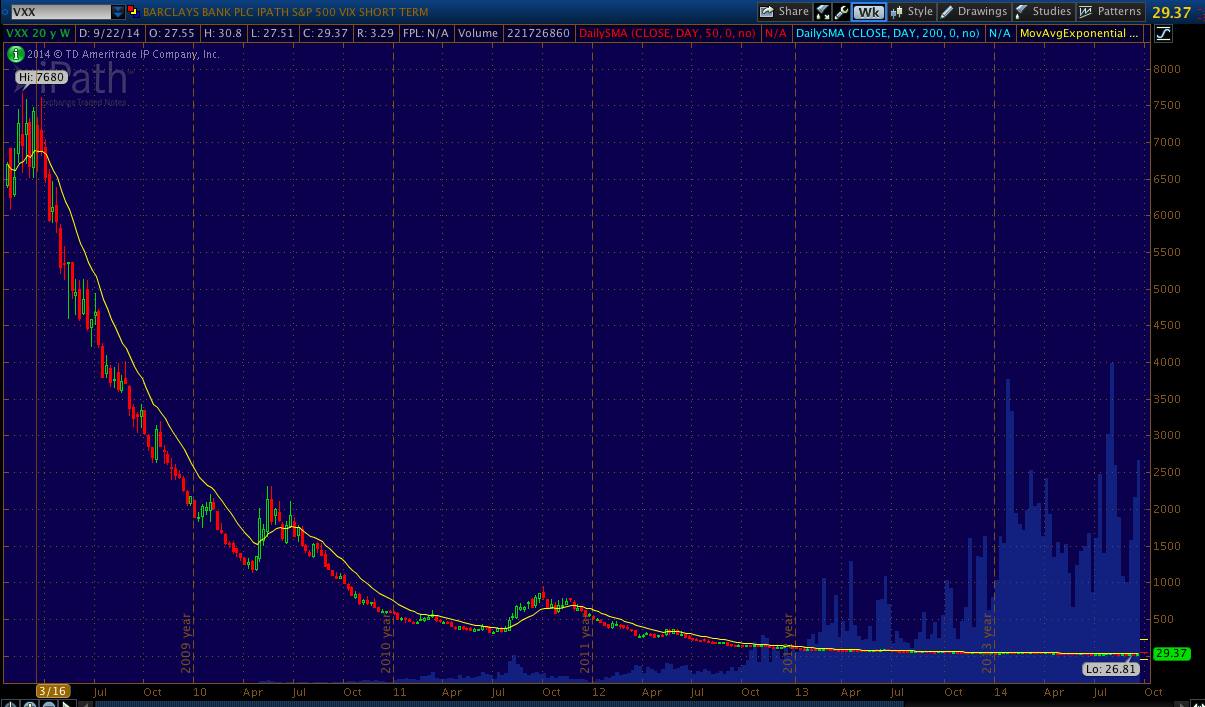 VXX BARCLAYS BANK PLC IPATH S&P 500 VIX SHORT TERM Share Wk Style Drawings Studies Patterns 29.37
VXX 20 y W D: 9/22/14 O: 27.55 H: 30.8 L: 27.51 C: 29.37 R: 3.29 FPL: N/A Volume 221726860 DailySMA (CLOSE, DAY, 50, 0, no) N/A DailySMA (CLOSE, DAY, 200, 0, no) N/A MovAvgExponential ...
2014 © TD Ameritrade IP Company, Inc.
Hi: 7680
iPath
Exchange Traded Notes
8000
7500
7000
6500
6000
5500
5000
4500
4000
3500
3000
2500
2000
1500
1000
500
2009 year
2010 year
2011 year
2013 year
29.37
Lo: 26.81
3/16 Jul Oct 10 Apr Jul Oct 11 Apr Jul Oct 12 Apr Jul Oct 13 Apr Jul Oct 14 Apr Jul Oct